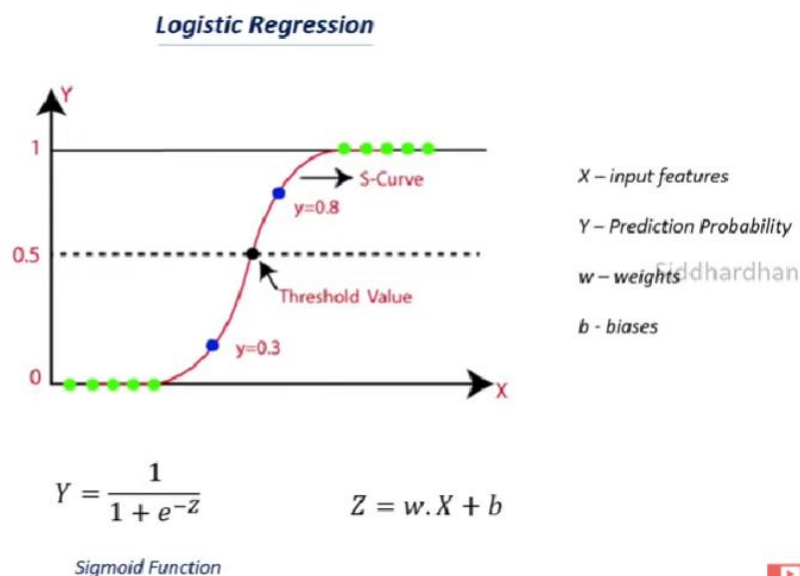 Logistic Regression
Y
1
S-Curve
y=0.8
0.5
Threshold Value
y=0.3
0
X
X – input features
Y – Prediction Probability
Siddhardhan
w – weights
b - biases
Y = 1 / (1 + e^{-Z})
Z = w.X + b
Sigmoid Function